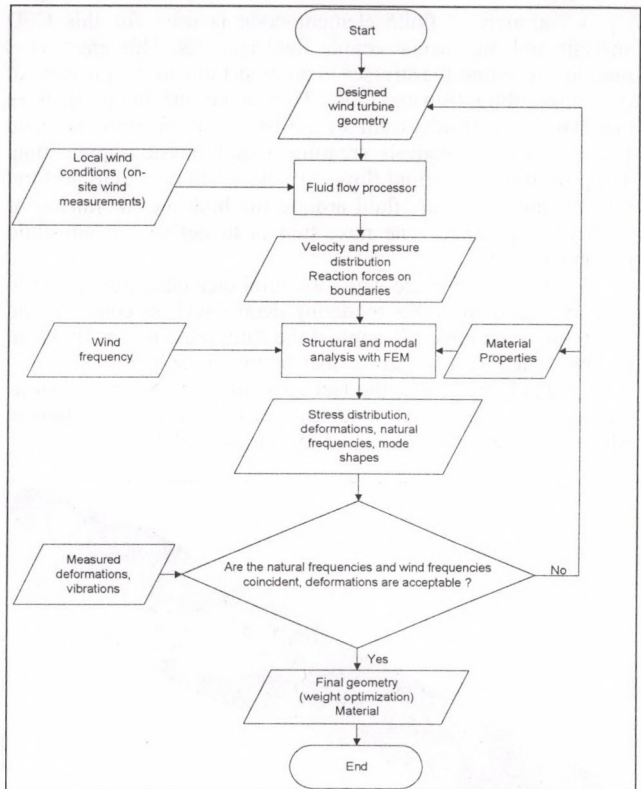 Start
Designed
wind turbine
geometry
Local wind
conditions (on-
site wind
measurements)
Fluid flow processor
Velocity and pressure
distribution
Reaction forces on
boundaries
Wind
frequency
Structural and modal
analysis with FEM
Material
Properties
Stress distribution,
deformations, natural
frequencies, mode
shapes
Measured
deformations,
vibrations
Are the natural frequencies and wind frequencies
coincident, deformations are acceptable ?
No
Yes
Final geometry
(weight optimization)
Material
End